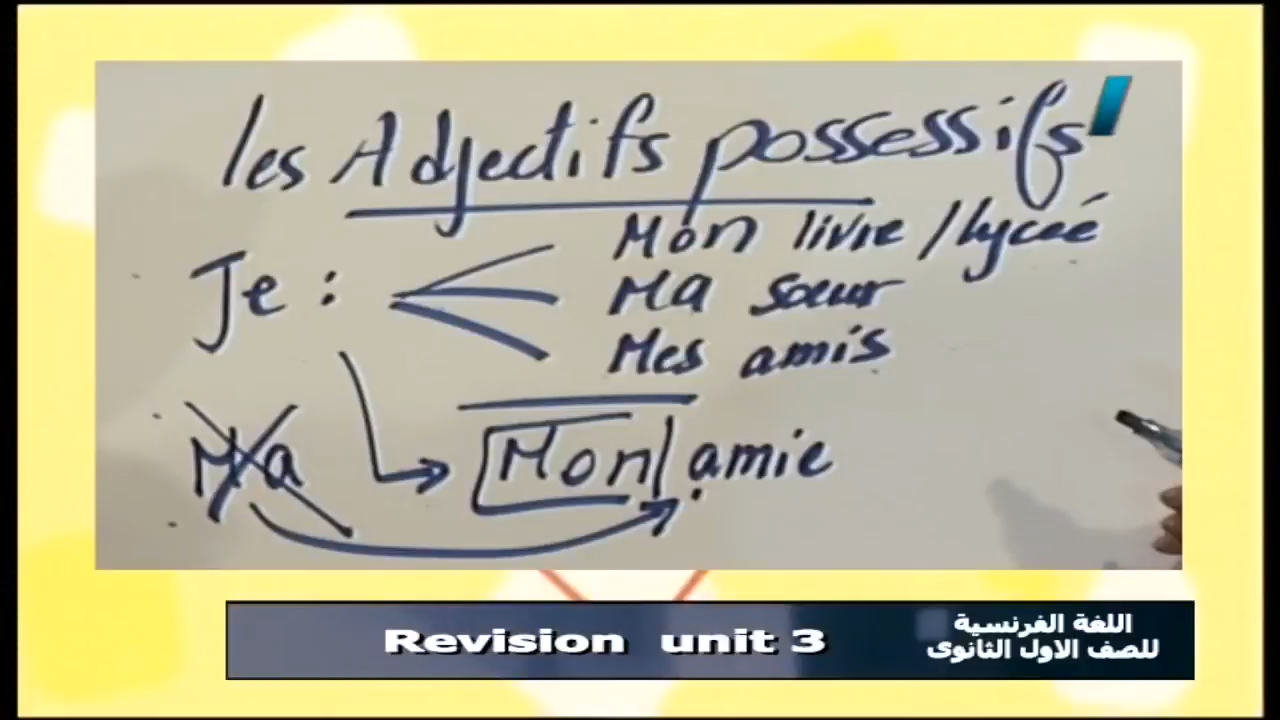 les Adjectifs possessifs
Je :
Mon livre / Lyceé
Ma sœur
Mes amis
Ma
Mon amie
Revision unit 3
اللغة الفرنسية
للصف الاول الثانوى